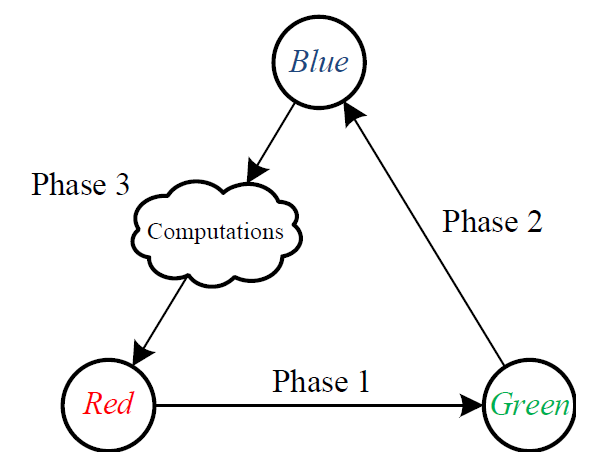 Blue
Phase 3
Computations
Phase 2
Phase 1
Red
Green